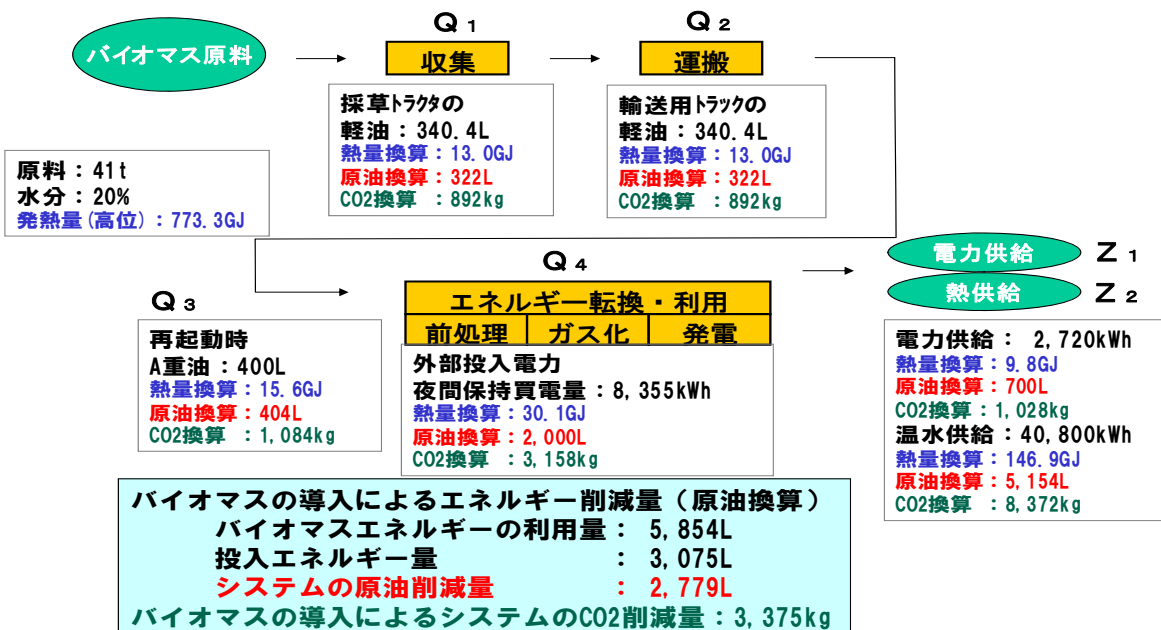 バイオマス原料
Q1
収集
採草トラクタの
軽油：340.4L
熱量換算：13.0GJ
原油換算：322L
CO2換算 ：892kg
Q2
運搬
輸送用トラックの
軽油：340.4L
熱量換算：13.0GJ
原油換算：322L
CO2換算 ：892kg
原料：41t
水分：20%
発熱量(高位)：773.3GJ
Q3
再起動時
A重油：400L
熱量換算：15.6GJ
原油換算：404L
CO2換算 ：1,084kg
Q4
エネルギー転換・利用
前処理 ガス化 発電
外部投入電力
夜間保持買電量：8,355kWh
熱量換算：30.1GJ
原油換算：2,000L
CO2換算 ：3,158kg
電力供給 Z1
熱供給 Z2
電力供給： 2,720kWh
熱量換算：9.8GJ
原油換算：700L
CO2換算：1,028kg
温水供給：40,800kWh
熱量換算：146.9GJ
原油換算：5,154L
CO2換算 ：8,372kg
バイオマスの導入によるエネルギー削減量（原油換算）
バイオマスエネルギーの利用量： 5,854L
投入エネルギー量 ： 3,075L
システムの原油削減量 ： 2,779L
バイオマスの導入によるシステムのCO2削減量：3,375kg